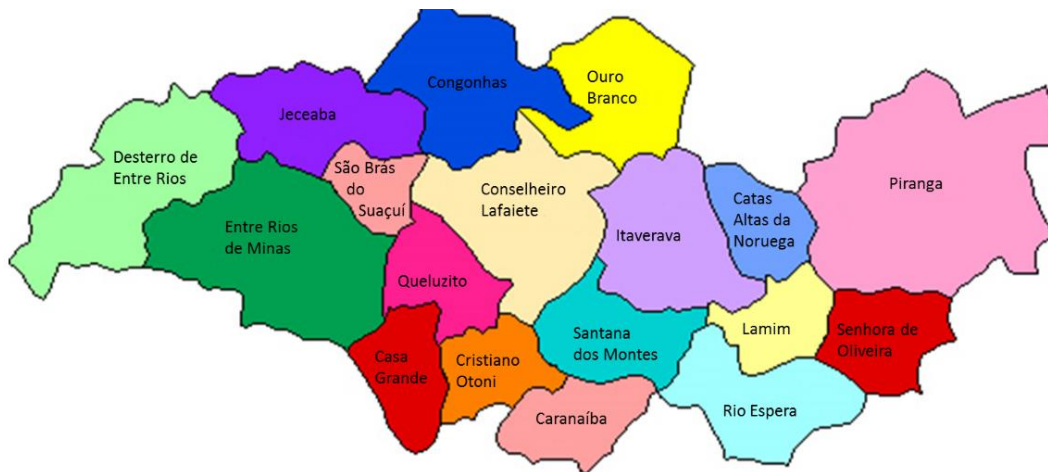 Congonhas
Ouro
Branco
Jeceaba
Desterro de
Entre Rios
São Brás
do
Suaçuí
Conselheiro
Lafaiete
Piranga
Catas
Altas da
Noruega
Entre Rios
de Minas
Itaverava
Queluzito
Santana
dos Montes
Lamim
Senhora de
Oliveira
Casa
Grande
Cristiano
Otoni
Caranaíba
Rio Espera